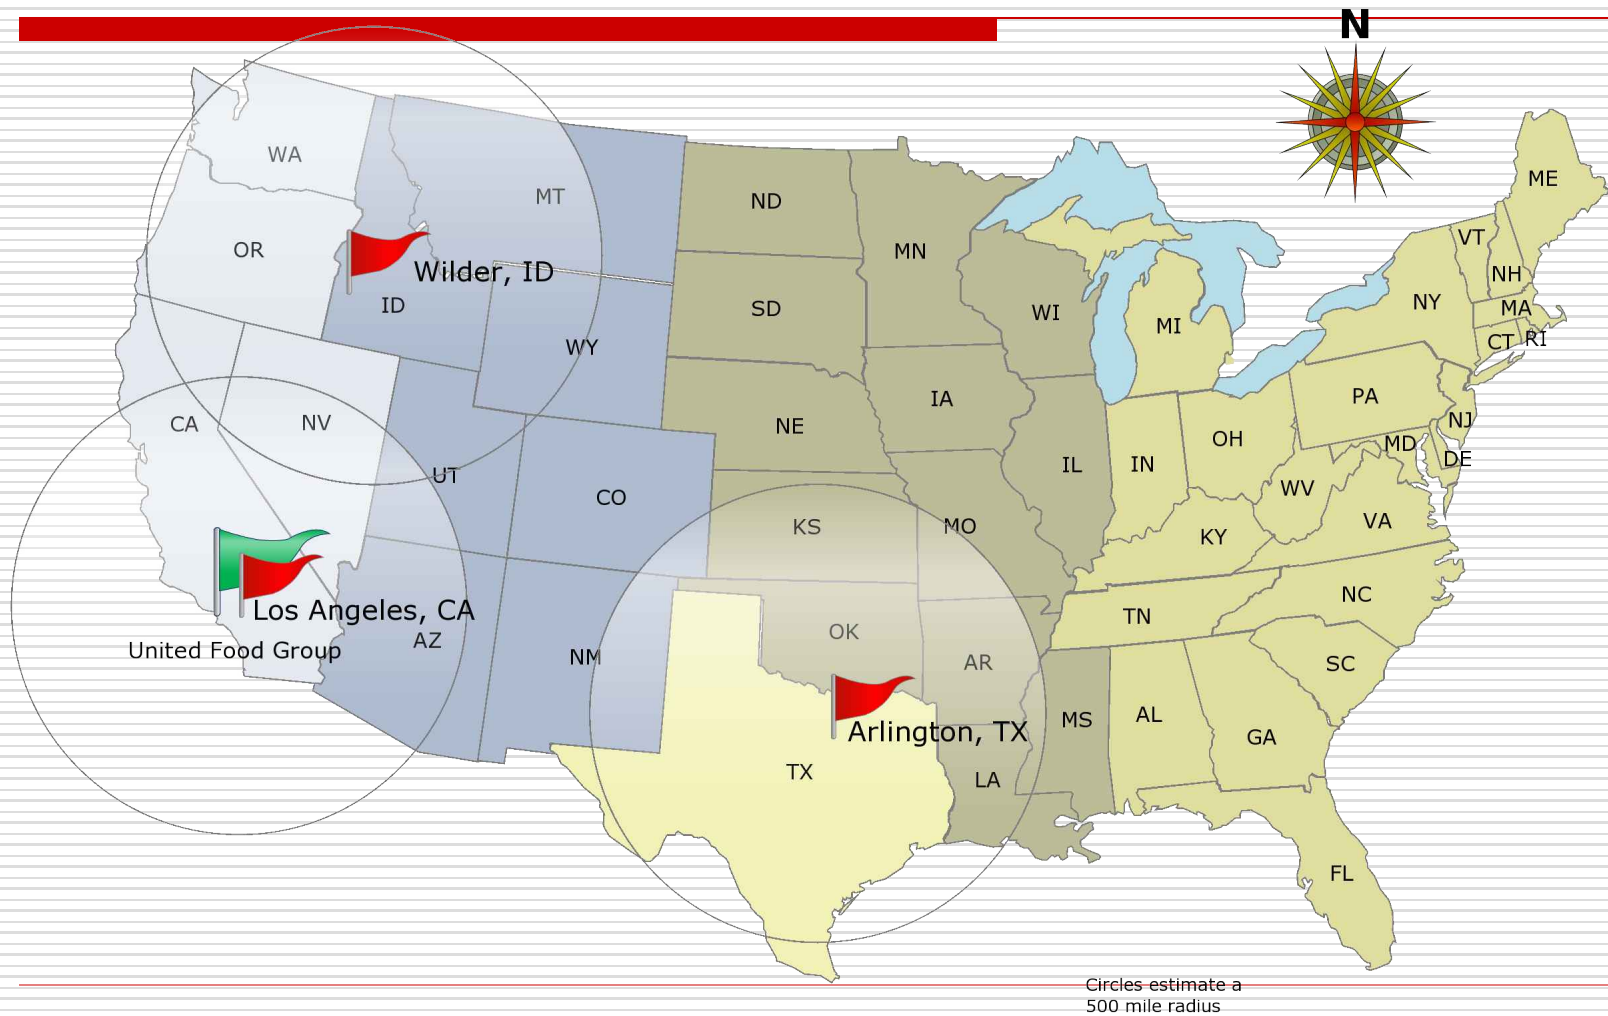 N
ME
WA
MT
ND
VT
OR
MN
NH
Wilder, ID
ID
SD
WI
NY
MA
MI
CT
RI
WY
PA
IA
CA
NV
NE
NJ
OH
MD
DE
UT
IL
IN
CO
WV
KS
MO
VA
KY
NC
Los Angeles, CA
TN
OK
AZ
United Food Group
NM
AR
SC
MS
AL
Arlington, TX
GA
TX
LA
FL
Circles estimate a
500 mile radius